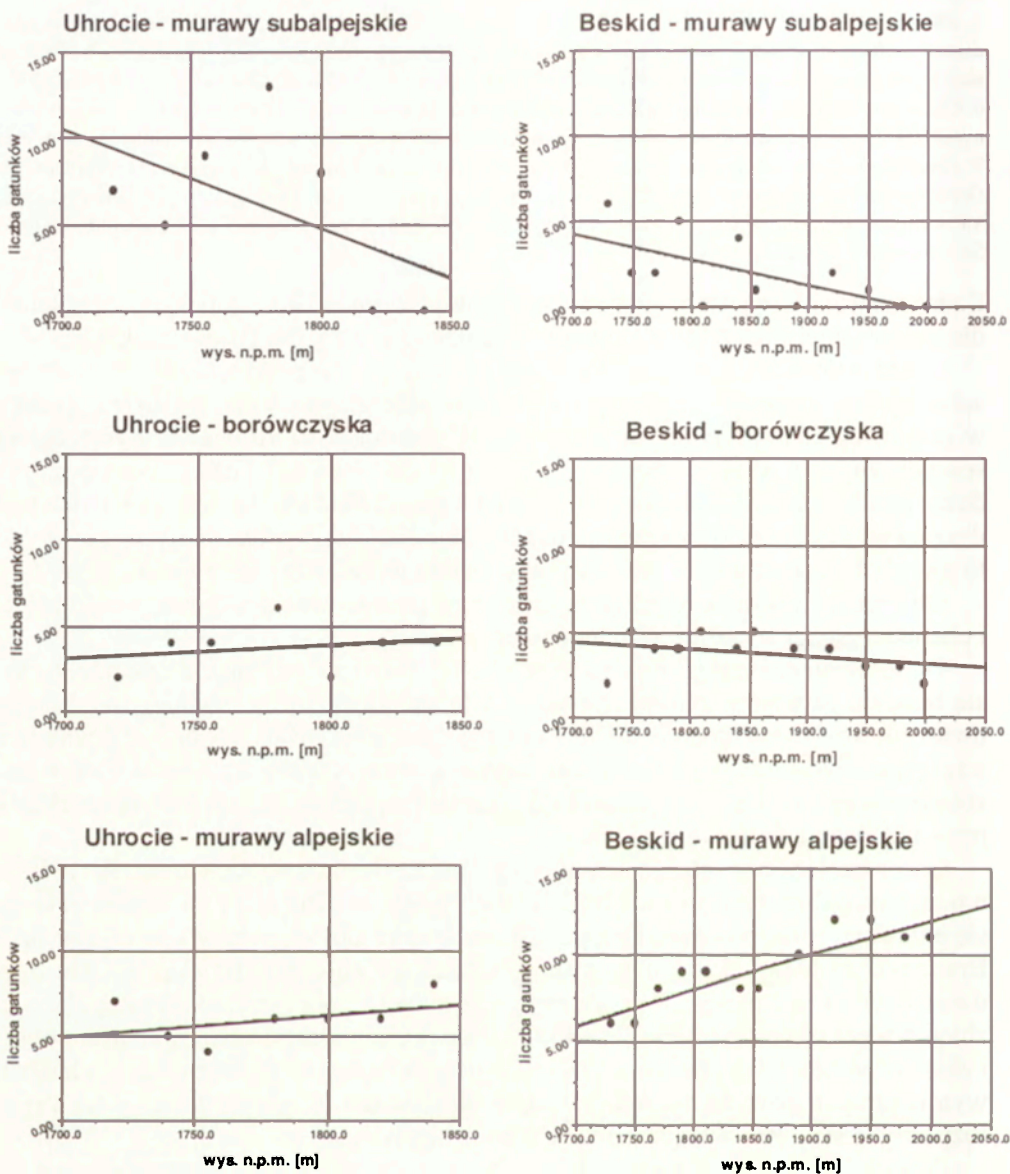 Uhrocie - murawy subalpejskie
liczba gatunków
15.00
10.00
5.00
0.00
1700.0 1750.0 1800.0 1850.0
wys. n.p.m. [m]
Beskid - murawy subalpejskie
liczba gatunków
15.00
10.00
5.00
0.00
1700.0 1750.0 1800.0 1850.0 1900.0 1950.0 2000.0 2050.0
wys. n.p.m. [m]
Uhrocie - borówczyska
liczba gatunków
15.00
10.00
5.00
0.00
1700.0 1750.0 1800.0 1850.0
wys. n.p.m. [m]
Beskid - borówczyska
liczba gatunków
15.00
10.00
5.00
0.00
1700.0 1750.0 1800.0 1850.0 1900.0 1950.0 2000.0 2050.0
wys. n.p.m. [m]
Uhrocie - murawy alpejskie
liczba gatunków
15.00
10.00
5.00
0.00
1700.0 1750.0 1800.0 1850.0
wys. n.p.m. [m]
Beskid - murawy alpejskie
liczba gaunków
15.00
10.00
5.00
0.00
1700.0 1750.0 1800.0 1850.0 1900.0 1950.0 2000.0 2050.0
wys. n.p.m. [m]